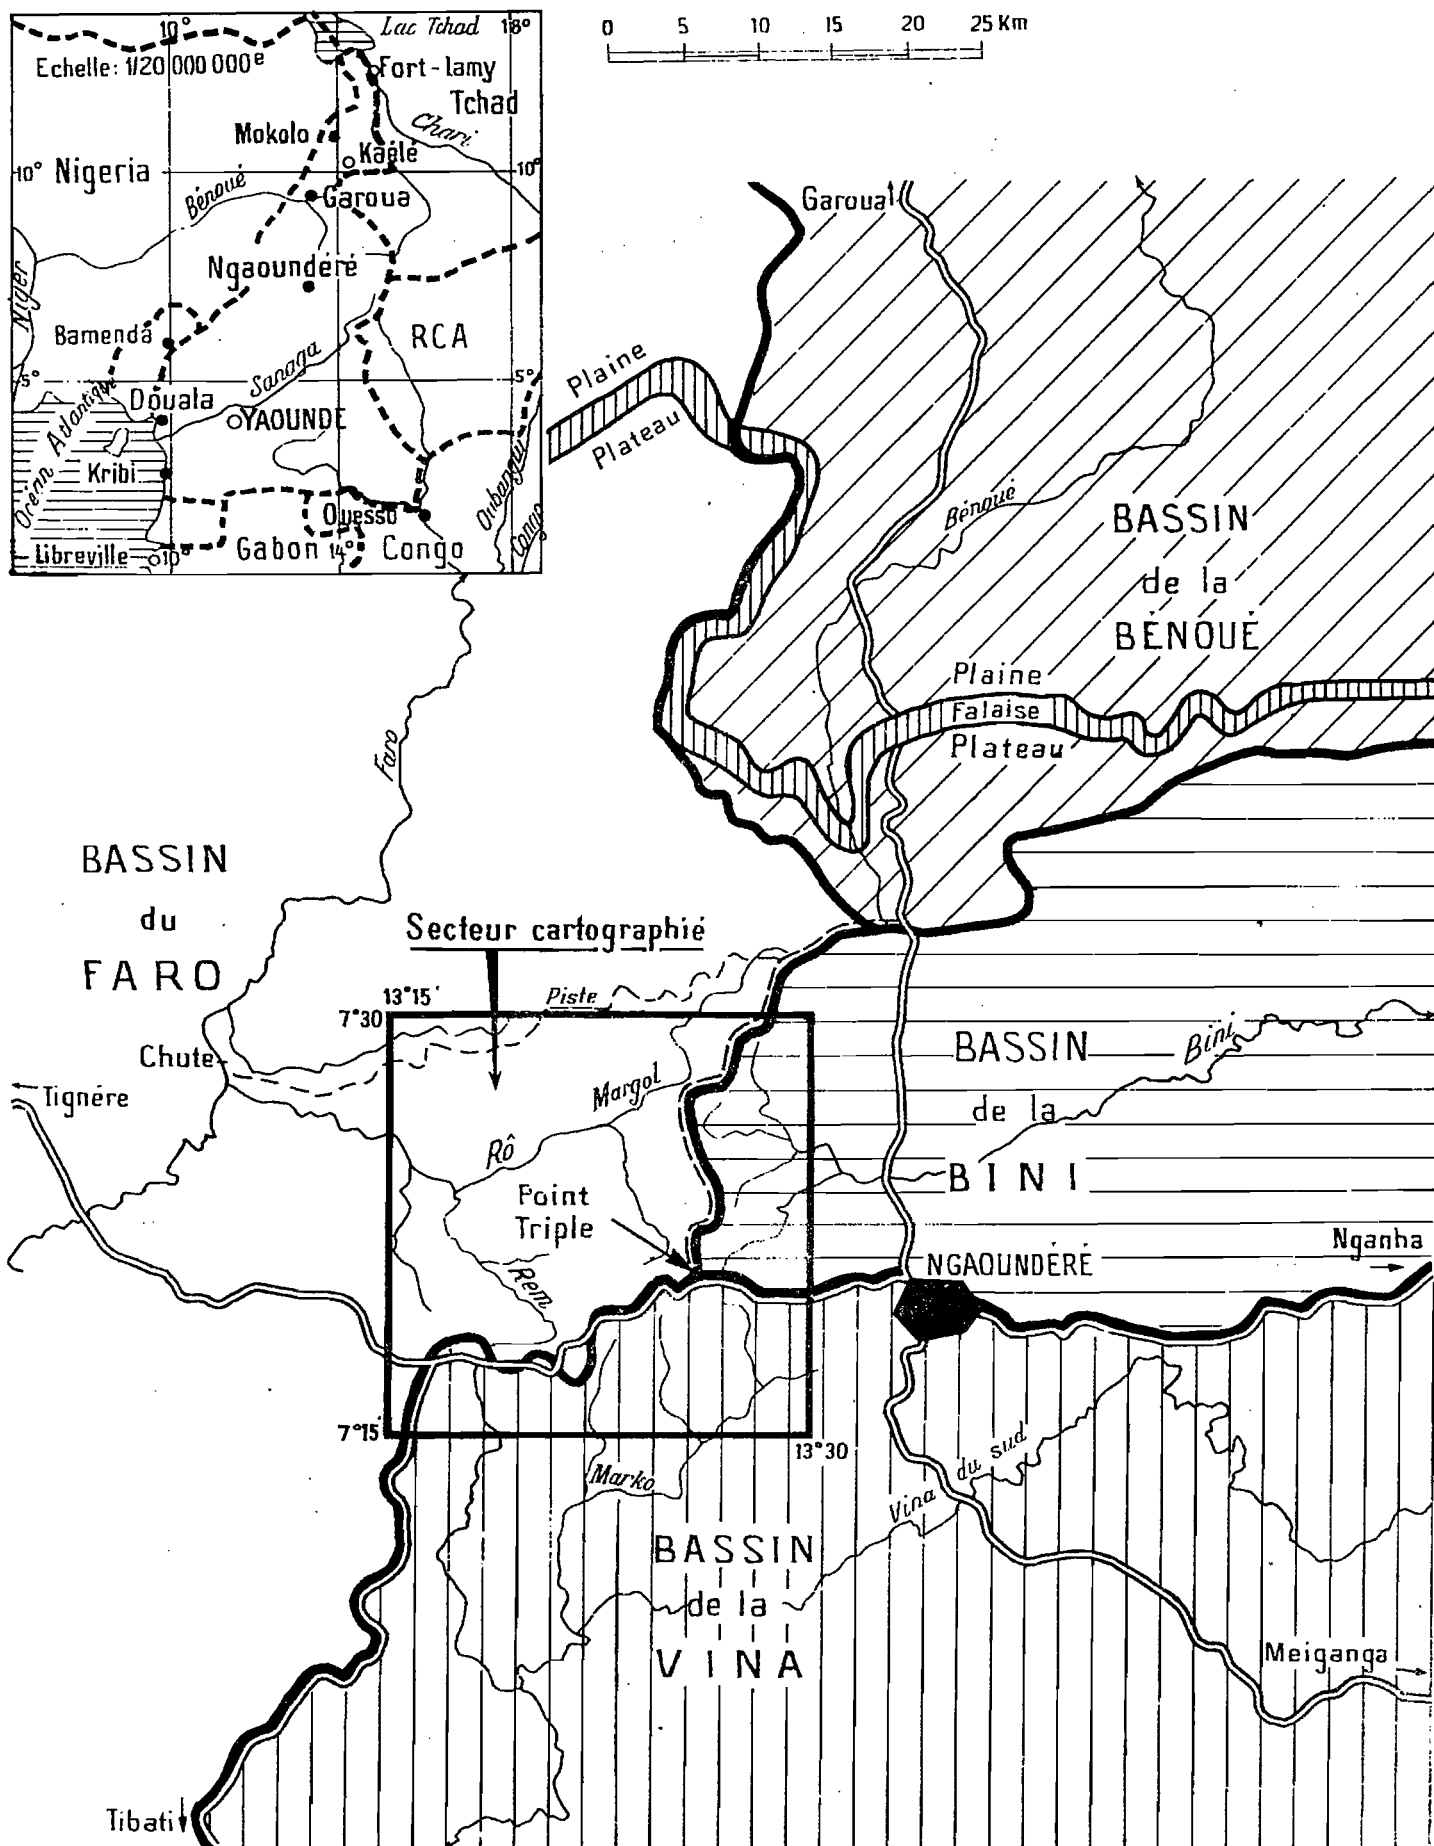 10°
Lac Tchad
18°
Echelle: 1/20 000 000e
Fort-lamy
Tchad
Chari
Mokolo
Kaélé
10°
Nigeria
10°
Bénoué
Garoua
Ngaoundéré
Niger
Bamenda
RCA
Sanaga
5°
5°
Océan Atlantique
Douala
YAOUNDE
Kribi
Oubangui
Ouesso
Congo
Libreville
10°
Gabon
14°
Congo
0 5 10 15 20 25 Km
Garoua
Plaine
Plateau
Bénoué
BASSIN
de la
BÉNOUÉ
Plaine
Falaise
Plateau
Faro
BASSIN
du
FARO
Secteur cartographié
Piste
13°15'
7°30
Chute
Tignére
Margol
Rô
Point
Triple
Rem
BASSIN
de la
BINI
Bini
Nganha
NGAOUNDÉRÉ
7°15'
13°30
Marko
Vina du sud
BASSIN
de la
VINA
Meiganga
Tibati